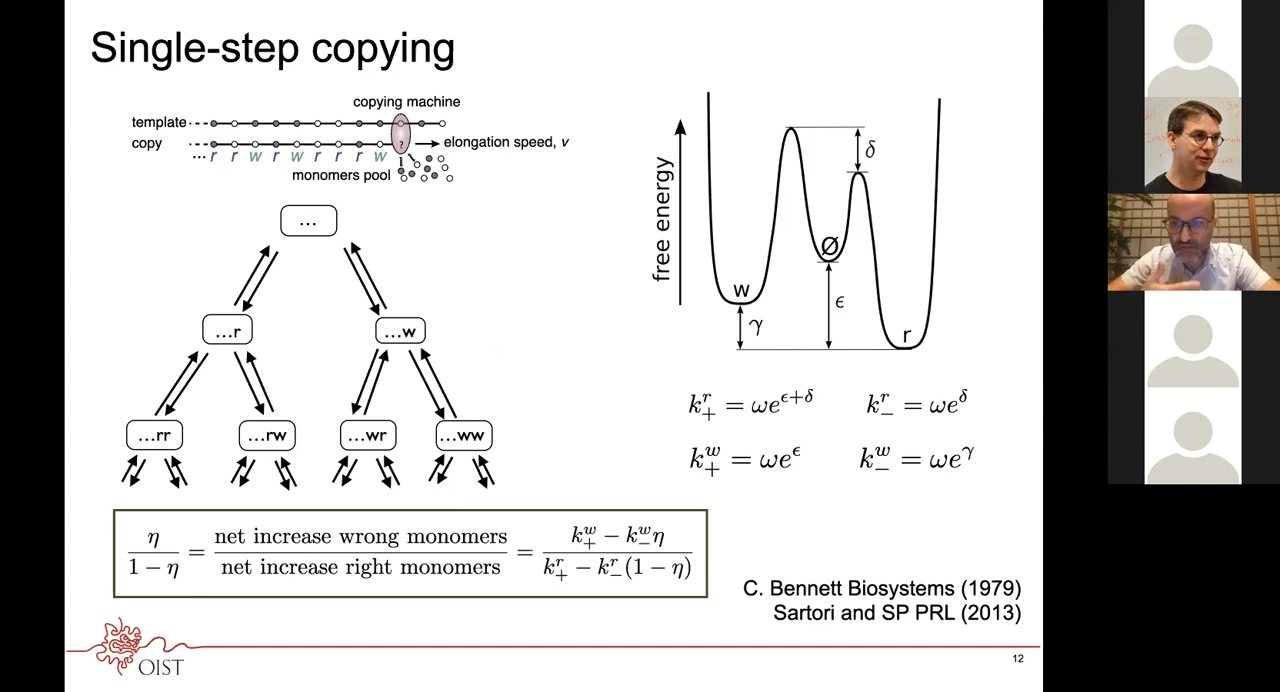 Single-step copying
copying machine
template
copy
?
elongation speed, v
...r r w r w r r r w
monomers pool
...
...r
...w
...rr
...rw
...wr
...ww
free energy
δ
Ø
w
ϵ
γ
r
k₊ʳ = ωe^{ϵ+δ} k₋ʳ = ωe^δ
k₊ʷ = ωe^ϵ k₋ʷ = ωe^γ
η/(1 − η) = net increase wrong monomers/net increase right monomers = (k₊ʷ − k₋ʷη)/(k₊ʳ − k₋ʳ(1 − η))
C. Bennett Biosystems (1979)
Sartori and SP PRL (2013)
OIST
12